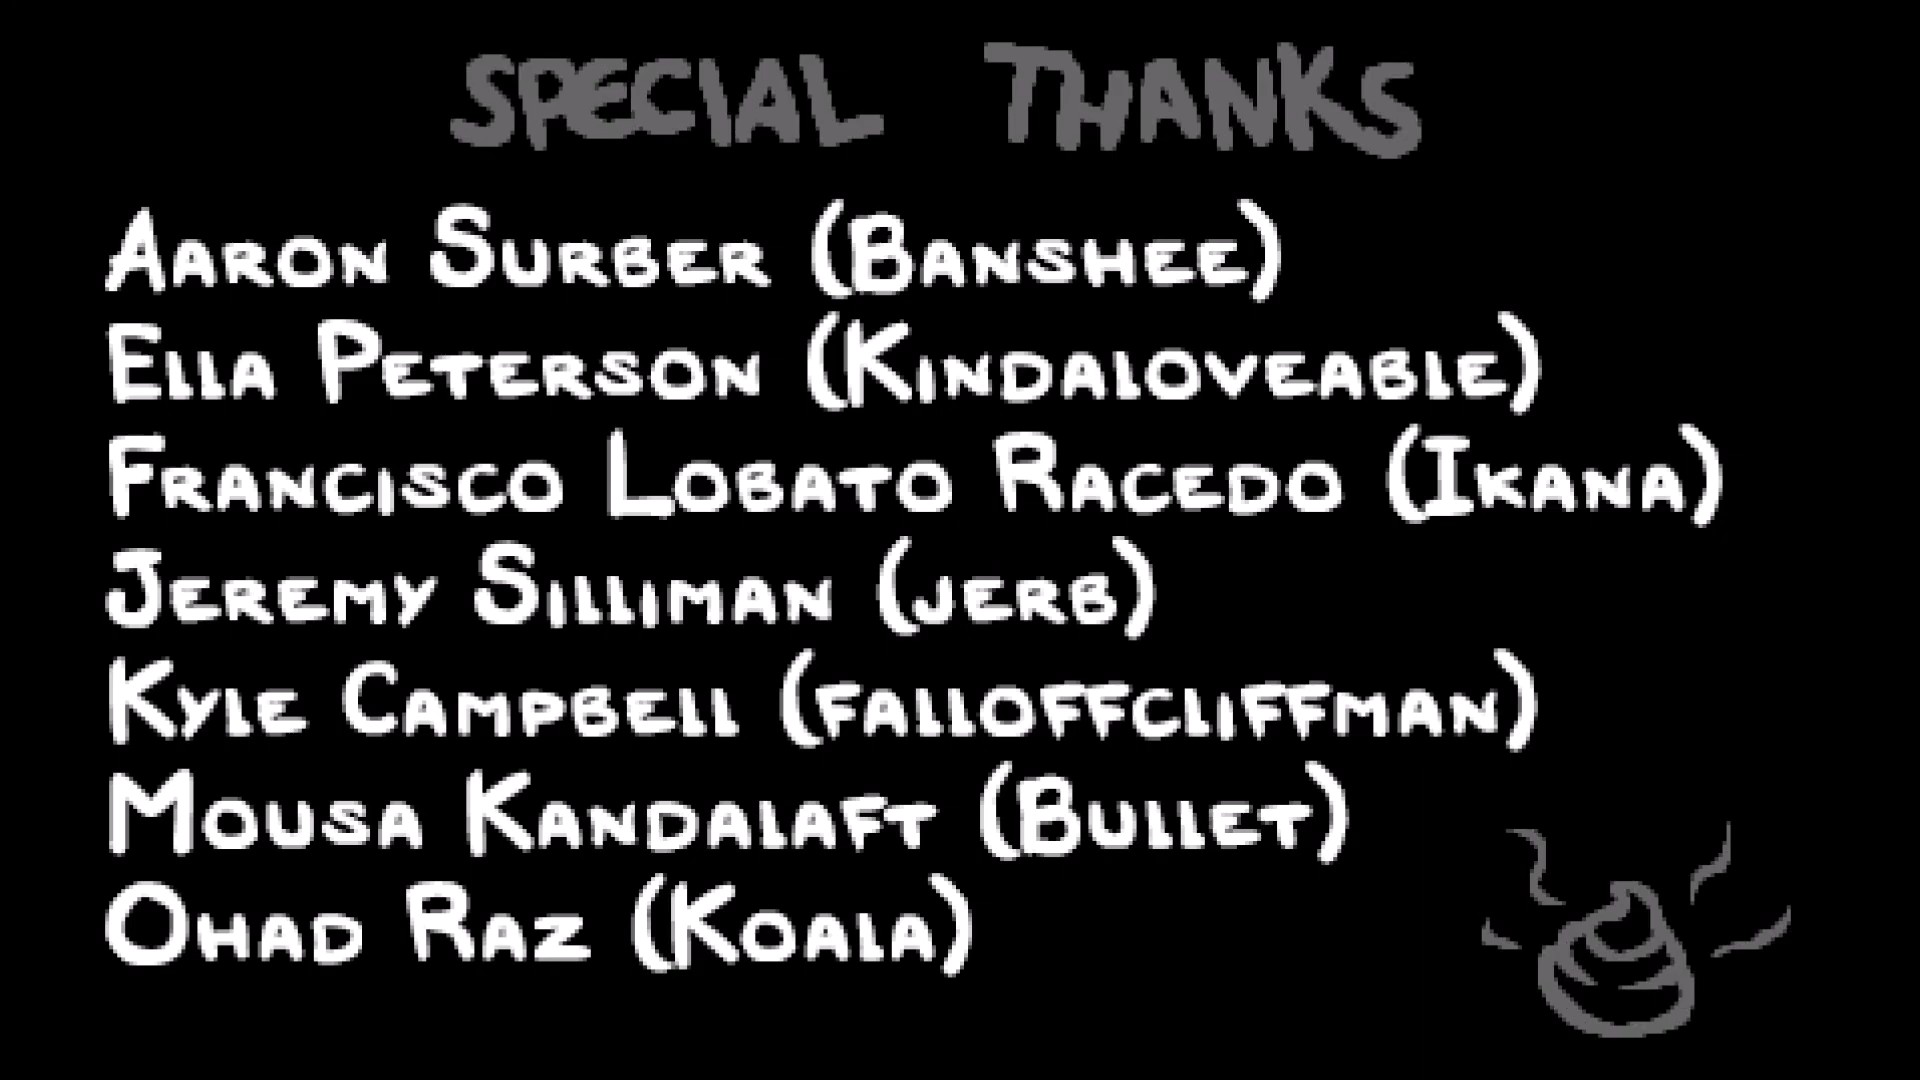 SPECIAL THANKS
Aaron Surber (Banshee)
Ella Peterson (Kindaloveable)
Francisco Lobato Racedo (Ikana)
Jeremy Silliman (jerb)
Kyle Campbell (falloffcliffman)
Mousa Kandalaft (Bullet)
Ohad Raz (Koala)